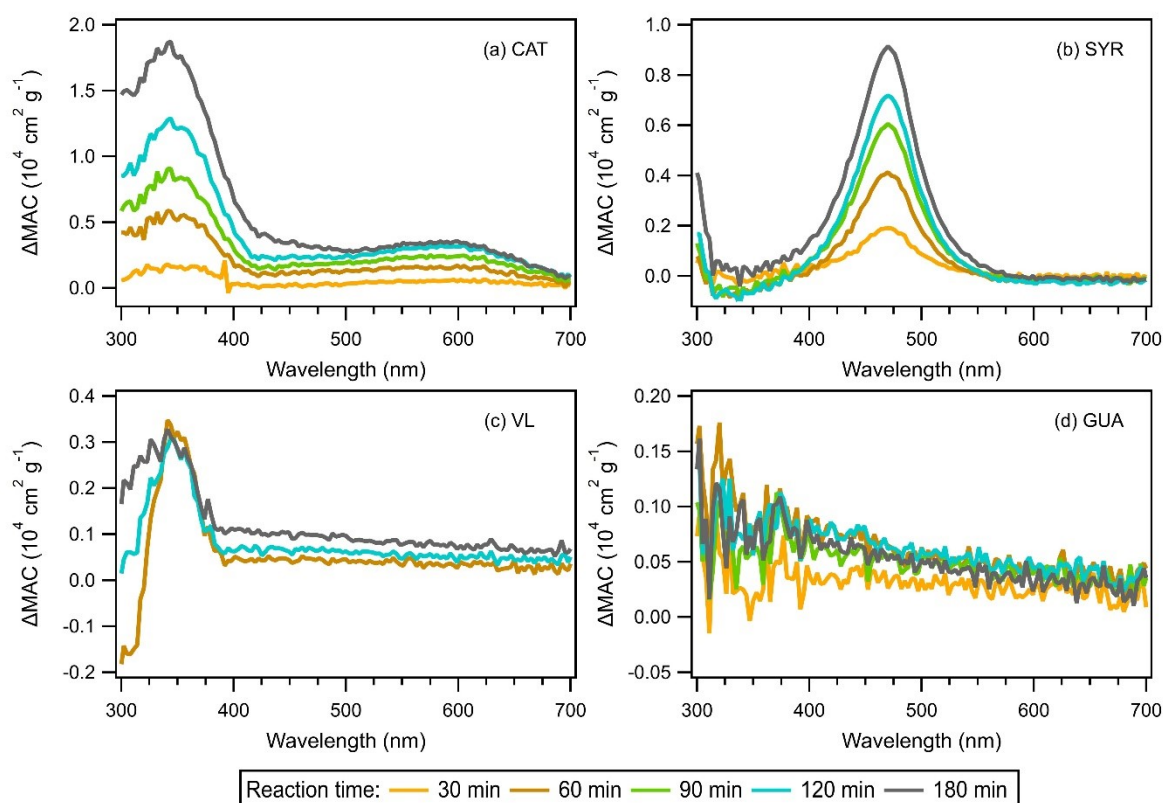 (a) CAT
ΔMAC (10⁴ cm² g⁻¹)
2.0
1.5
1.0
0.5
0.0
300 400 500 600 700
Wavelength (nm)
(b) SYR
ΔMAC (10⁴ cm² g⁻¹)
1.0
0.8
0.6
0.4
0.2
0.0
300 400 500 600 700
Wavelength (nm)
(c) VL
ΔMAC (10⁴ cm² g⁻¹)
0.4
0.3
0.2
0.1
0.0
-0.1
-0.2
300 400 500 600 700
Wavelength (nm)
(d) GUA
ΔMAC (10⁴ cm² g⁻¹)
0.20
0.15
0.10
0.05
0.00
-0.05
300 400 500 600 700
Wavelength (nm)
Reaction time: 30 min 60 min 90 min 120 min 180 min